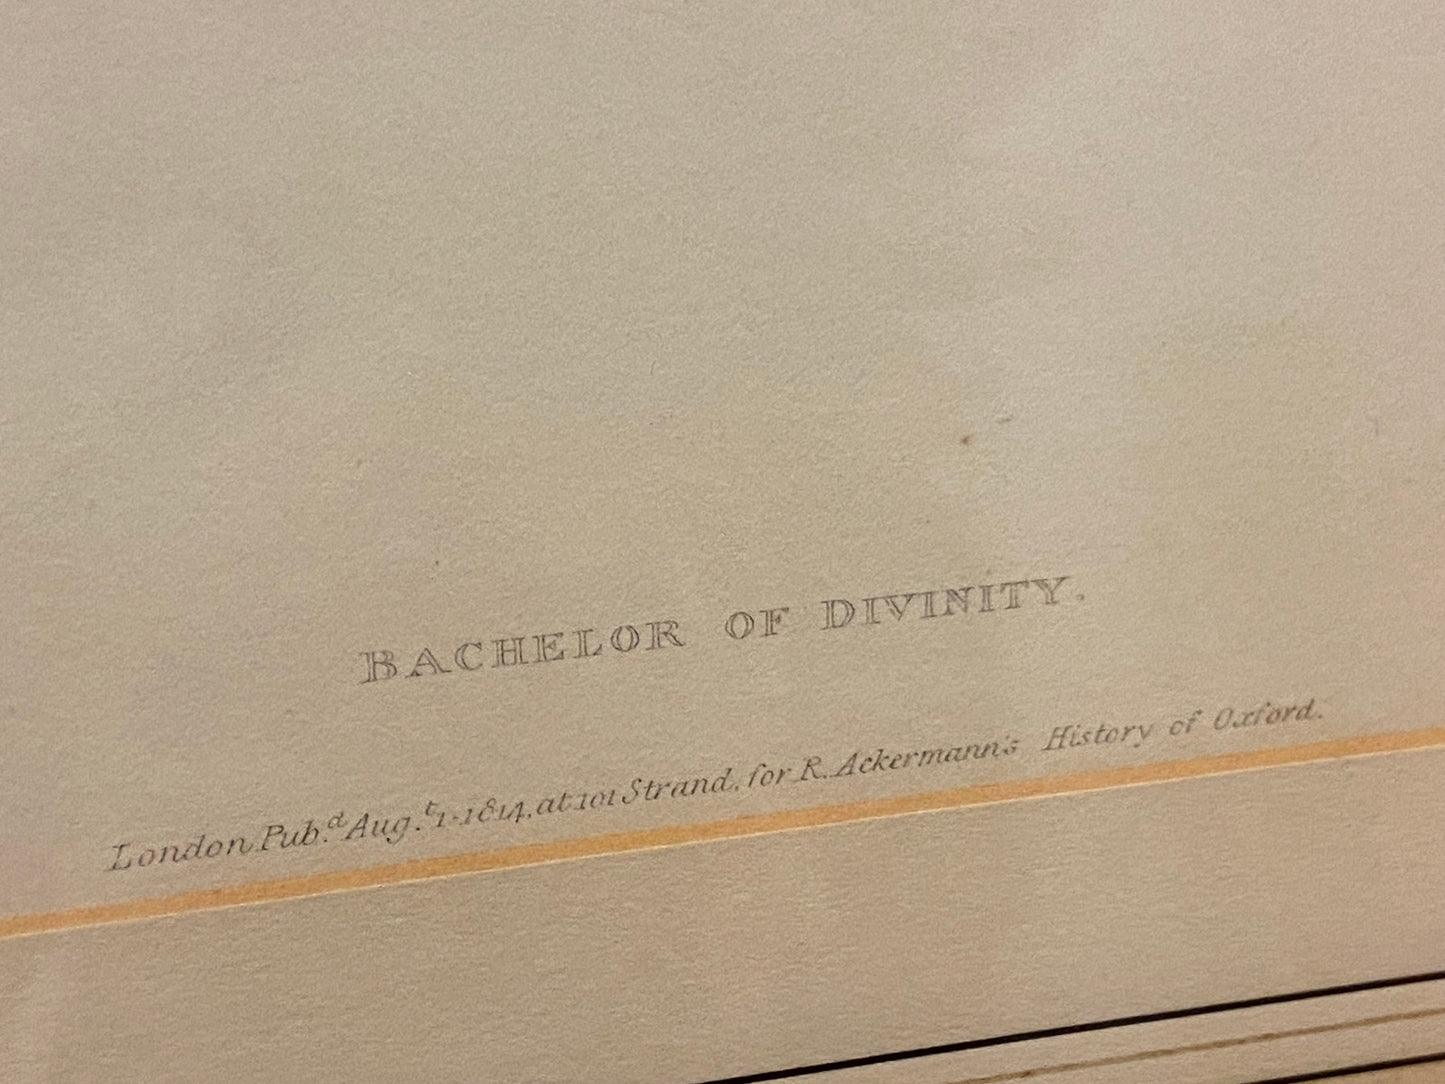 BACHELOR OF DIVINITY.
London. Pub.d Aug.t 1-1814, at 101 Strand, for R. Ackermann's History of Oxford.